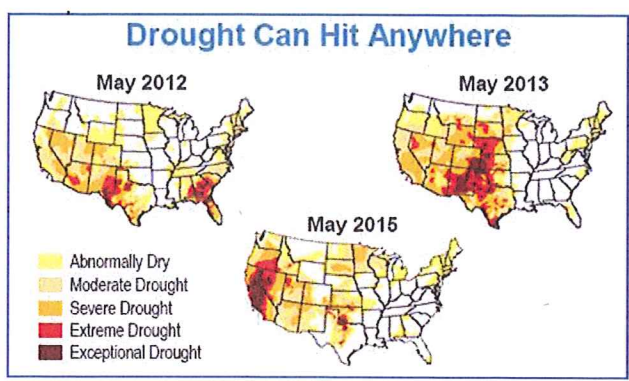 Drought Can Hit Anywhere
May 2012
May 2013
May 2015
Abnormally Dry
Moderate Drought
Severe Drought
Extreme Drought
Exceptional Drought